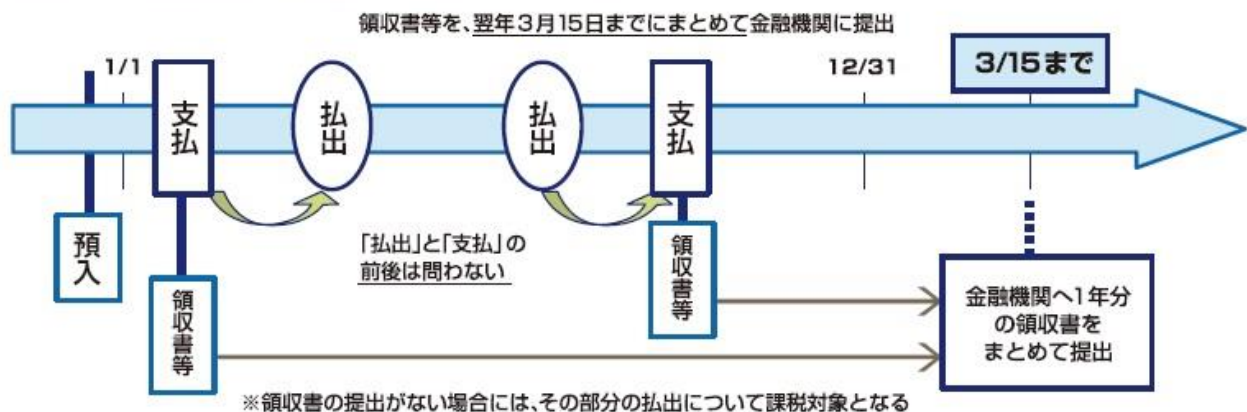 領収書等を、翌年3月15日までにまとめて金融機関に提出
1/1
12/31
3/15まで
支払
払出
払出
支払
預入
領収書等
「払出」と「支払」の
前後は問わない
領収書等
金融機関へ1年分
の領収書を
まとめて提出
※領収書の提出がない場合には、その部分の払出について課税対象となる